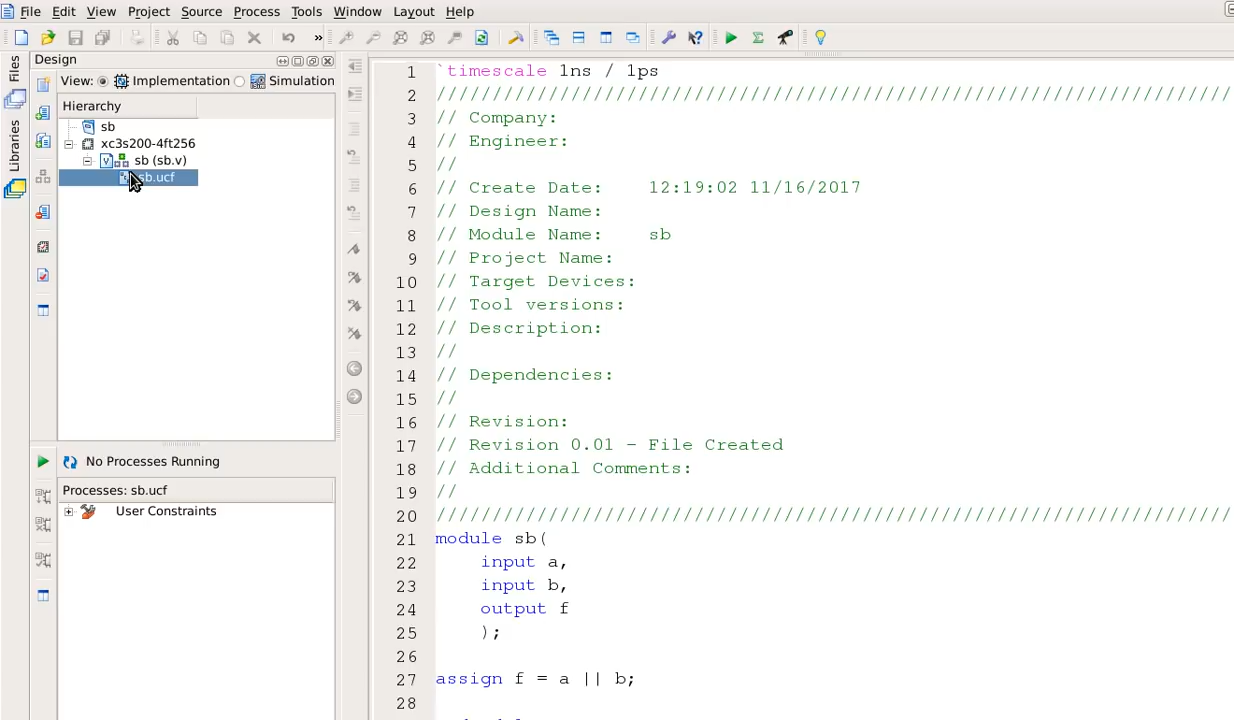 File Edit View Project Source Process Tools Window Layout Help
»
Design
View: Implementation Simulation
Files
Libraries
Hierarchy
sb
xc3s200-4ft256
sb (sb.v)
sb.ucf
No Processes Running
Processes: sb.ucf
User Constraints
1 `timescale 1ns / 1ps
2 ///////////////////////////////////////////////////////////////////////
3 // Company:
4 // Engineer:
5 //
6 // Create Date:    12:19:02 11/16/2017
7 // Design Name:
8 // Module Name:    sb
9 // Project Name:
10 // Target Devices:
11 // Tool versions:
12 // Description:
13 //
14 // Dependencies:
15 //
16 // Revision:
17 // Revision 0.01 - File Created
18 // Additional Comments:
19 //
20 ///////////////////////////////////////////////////////////////////////
21 module sb(
22     input a,
23     input b,
24     output f
25     );
26
27 assign f = a || b;
28